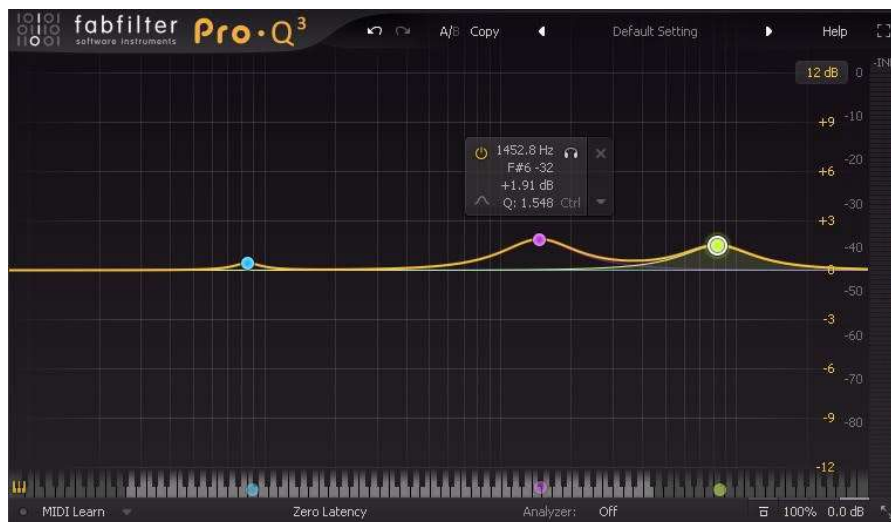 fabfilter
software instruments
Pro·Q³
A/B Copy Default Setting Help
12 dB 0 -INF
+9 -10
1452.8 Hz
F#6 -32
+1.91 dB
Q: 1.548 Ctrl
-20
+6
-30
+3
-40
0
-50
-3
-60
-6
-70
-9
-80
-12
MIDI Learn Zero Latency Analyzer: Off 100% 0.0 dB